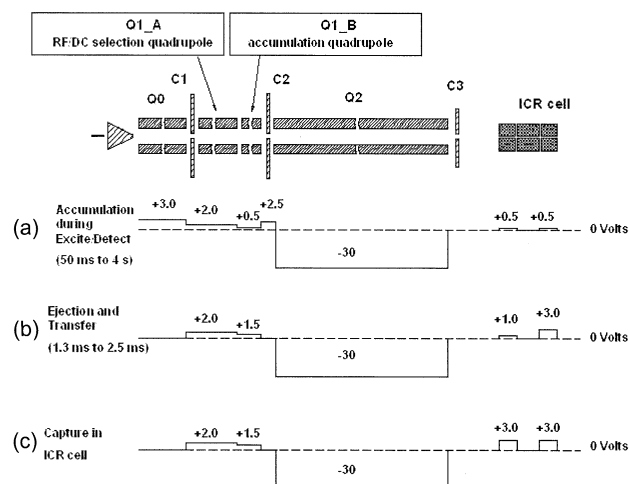 Q1_A
RF/DC selection quadrupole
Q1_B
accumulation quadrupole
Q0
C1
C2
Q2
C3
ICR cell
(a)
Accumulation
during
Excite/Detect
(50 ms to 4 s)
+3.0
+2.0
+0.5
+2.5
-30
+0.5
+0.5
0 Volts
(b)
Ejection and
Transfer
(1.3 ms to 2.5 ms)
+2.0
+1.5
-30
+1.0
+3.0
0 Volts
(c)
Capture in
ICR cell
+2.0
+1.5
-30
+3.0
+3.0
0 Volts